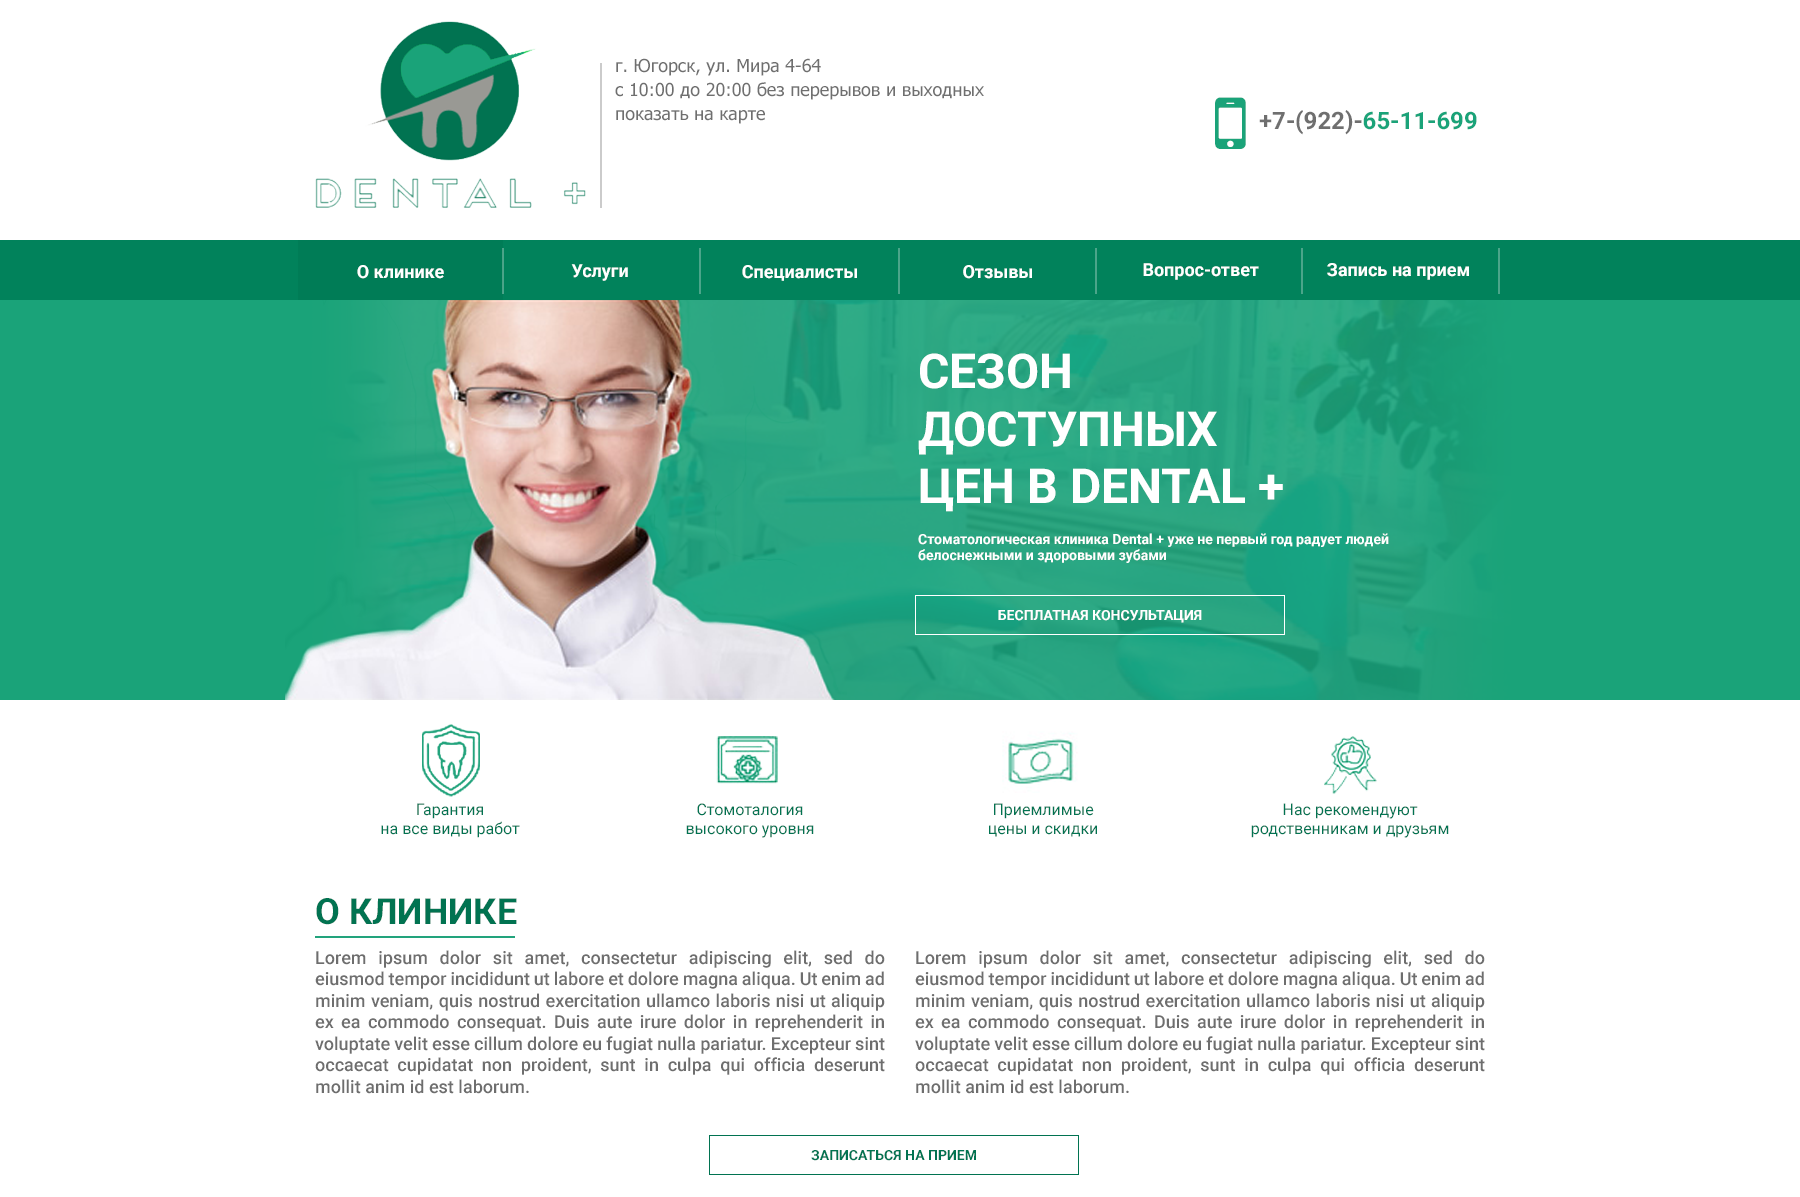 DENTAL +
г. Югорск, ул. Мира 4-64
с 10:00 до 20:00 без перерывов и выходных
показать на карте
+7-(922)-65-11-699
О клинике
Услуги
Специалисты
Отзывы
Вопрос-ответ
Запись на прием
СЕЗОН
ДОСТУПНЫХ
ЦЕН В DENTAL +
Стоматологическая клиника Dental + уже не первый год радует людей
белоснежными и здоровыми зубами
БЕСПЛАТНАЯ КОНСУЛЬТАЦИЯ
Гарантия
на все виды работ
Стомоталогия
высокого уровня
Приемлимые
цены и скидки
Нас рекомендуют
родственникам и друзьям
О КЛИНИКЕ
Lorem ipsum dolor sit amet, consectetur adipiscing elit, sed do
eiusmod tempor incididunt ut labore et dolore magna aliqua. Ut enim ad
minim veniam, quis nostrud exercitation ullamco laboris nisi ut aliquip
ex ea commodo consequat. Duis aute irure dolor in reprehenderit in
voluptate velit esse cillum dolore eu fugiat nulla pariatur. Excepteur sint
occaecat cupidatat non proident, sunt in culpa qui officia deserunt
mollit anim id est laborum.
Lorem ipsum dolor sit amet, consectetur adipiscing elit, sed do
eiusmod tempor incididunt ut labore et dolore magna aliqua. Ut enim ad
minim veniam, quis nostrud exercitation ullamco laboris nisi ut aliquip
ex ea commodo consequat. Duis aute irure dolor in reprehenderit in
voluptate velit esse cillum dolore eu fugiat nulla pariatur. Excepteur sint
occaecat cupidatat non proident, sunt in culpa qui officia deserunt
mollit anim id est laborum.
ЗАПИСАТЬСЯ НА ПРИЕМ